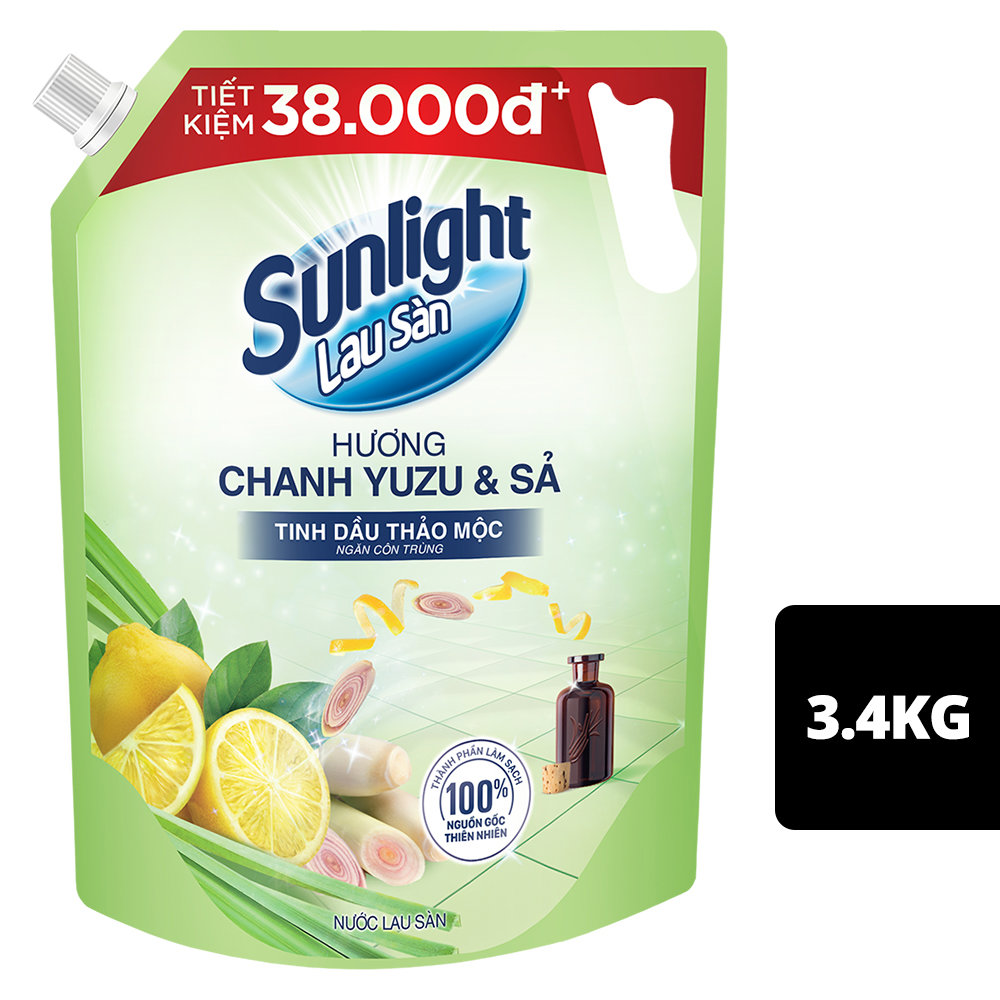 TIẾT
KIỆM 38.000đ+
Sunlight
Lau Sàn
HƯƠNG
CHANH YUZU & SẢ
TINH DẦU THẢO MỘC
NGĂN CÔN TRÙNG
THÀNH PHẦN LÀM SẠCH
100%
NGUỒN GỐC
THIÊN NHIÊN
3.4KG
NƯỚC LAU SÀN